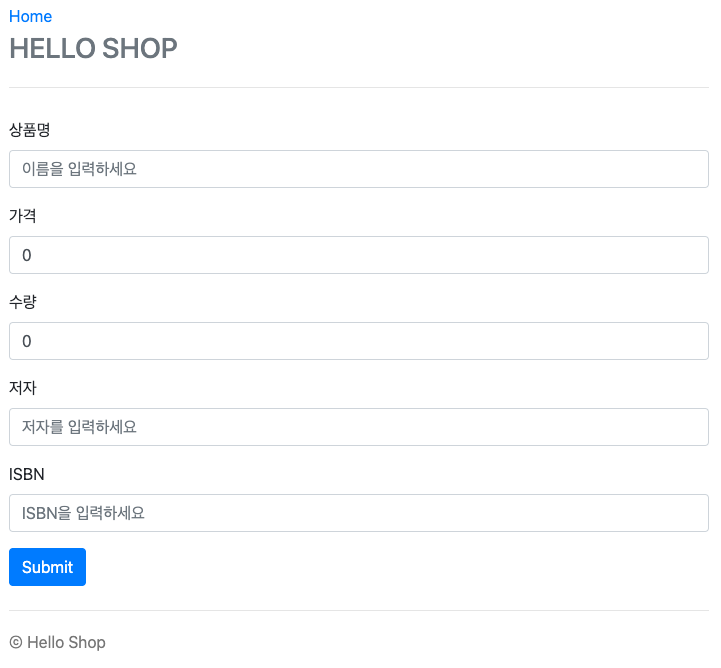 Home
HELLO SHOP
상품명
이름을 입력하세요
가격
0
수량
0
저자
저자를 입력하세요
ISBN
ISBN을 입력하세요
Submit
© Hello Shop